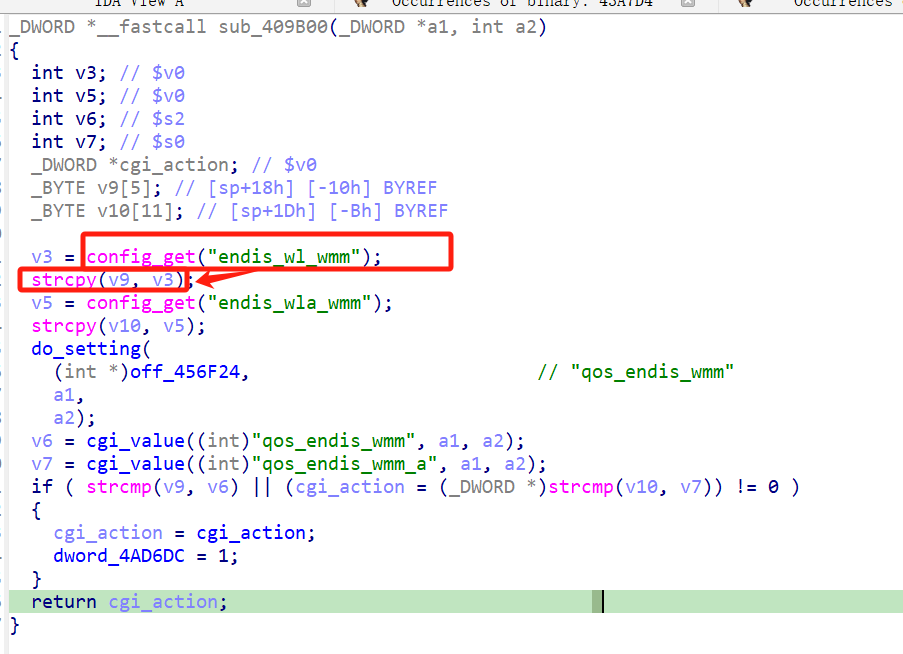 IDA View A Occurrences of binary: 43A7D4 Occurrences
_DWORD *__fastcall sub_409B00(_DWORD *a1, int a2)
{
int v3; // $v0
int v5; // $v0
int v6; // $s2
int v7; // $s0
_DWORD *cgi_action; // $v0
_BYTE v9[5]; // [sp+18h] [-10h] BYREF
_BYTE v10[11]; // [sp+1Dh] [-Bh] BYREF
v3 = config_get("endis_wl_wmm");
strcpy(v9, v3);
v5 = config_get("endis_wla_wmm");
strcpy(v10, v5);
do_setting(
(int *)off_456F24, // "qos_endis_wmm"
a1,
a2);
v6 = cgi_value((int)"qos_endis_wmm", a1, a2);
v7 = cgi_value((int)"qos_endis_wmm_a", a1, a2);
if ( strcmp(v9, v6) || (cgi_action = (_DWORD *)strcmp(v10, v7)) != 0 )
{
cgi_action = cgi_action;
dword_4AD6DC = 1;
}
return cgi_action;
}